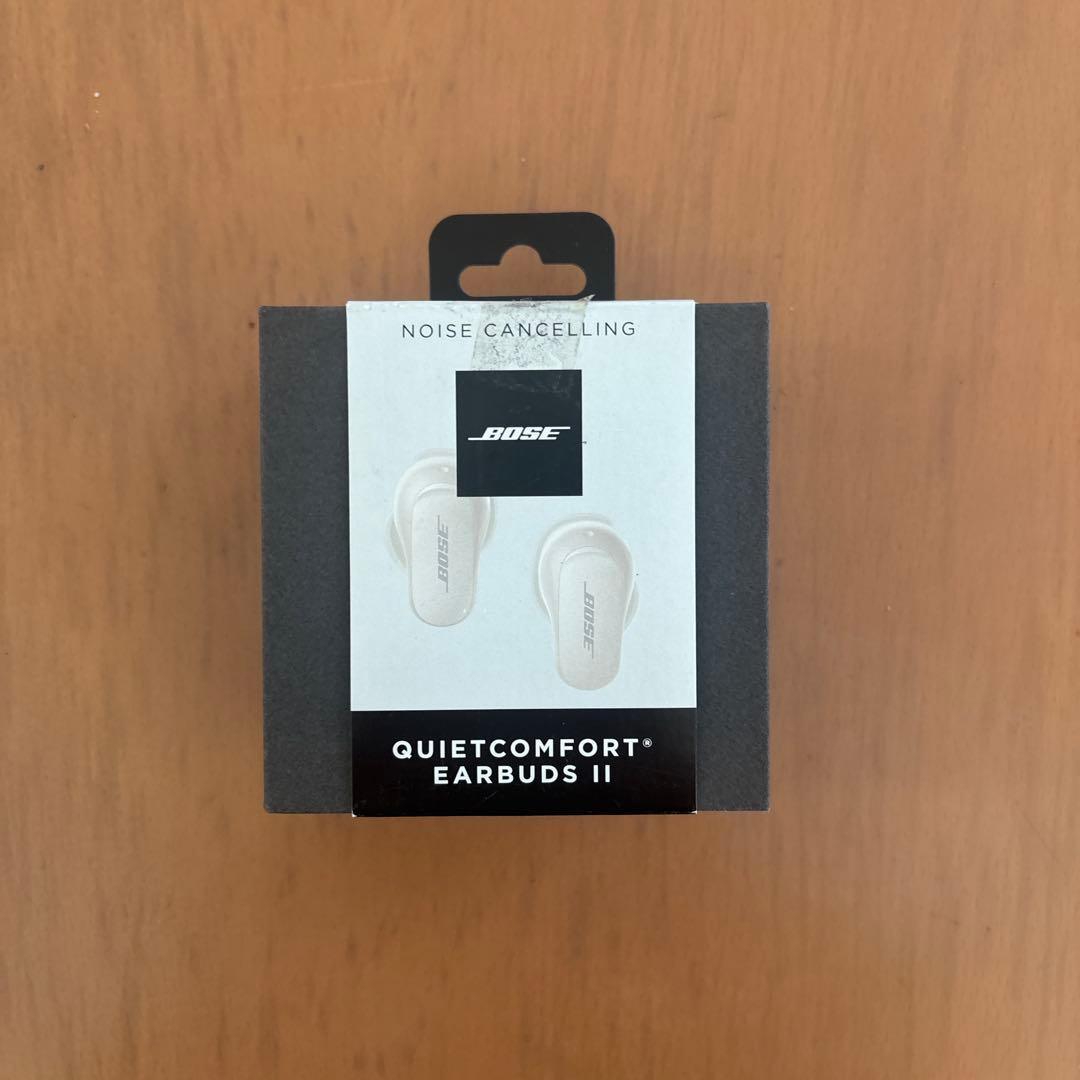 NOISE CANCELLING
BOSE
BOSE
BOSE
QUIETCOMFORT®
EARBUDS II